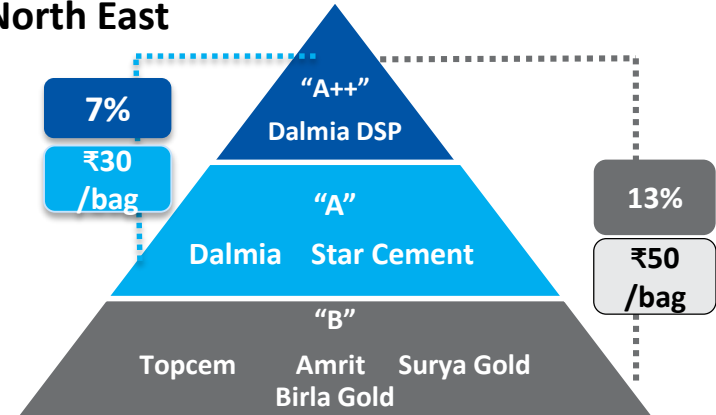 North East
"A++"
Dalmia DSP
7%
₹30
/bag
"A"
Dalmia Star Cement
13%
₹50
/bag
"B"
Topcem Amrit Surya Gold
Birla Gold